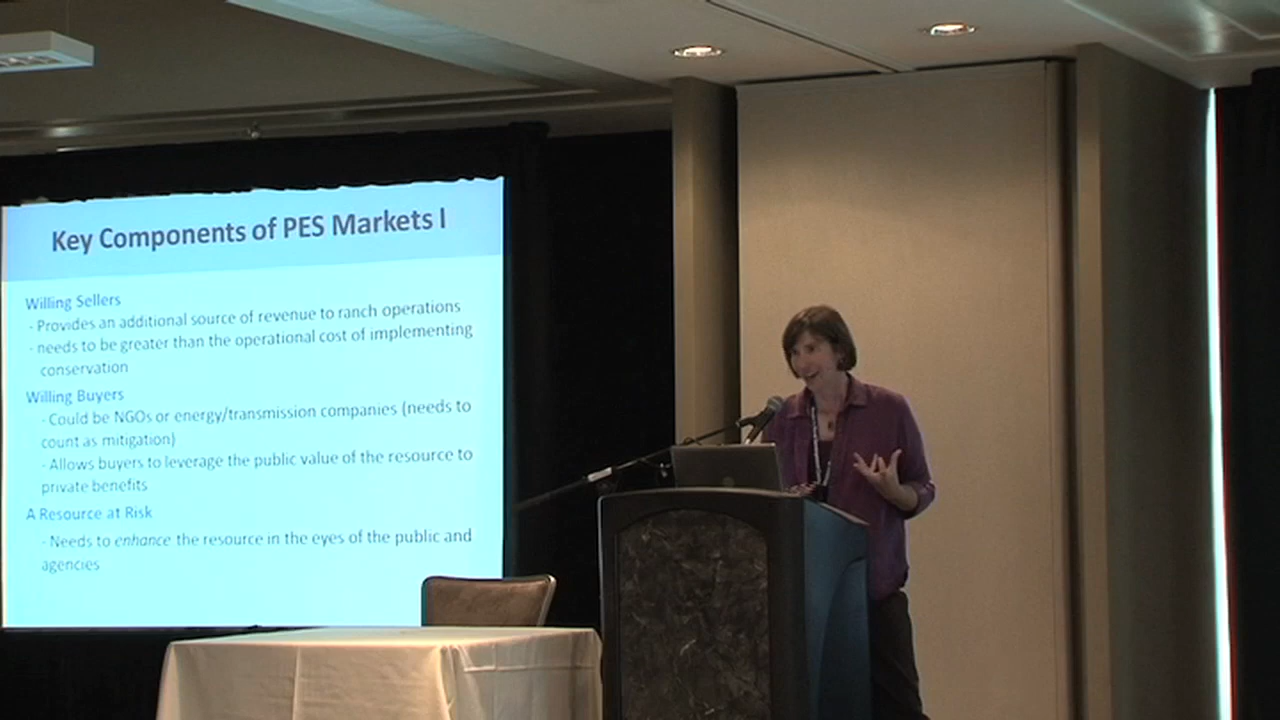 Key Components of PES Markets I
Willing Sellers
- Provides an additional source of revenue to ranch operations
- needs to be greater than the operational cost of implementing
conservation
Willing Buyers
- Could be NGOs or energy/transmission companies (needs to
count as mitigation)
- Allows buyers to leverage the public value of the resource to
private benefits
A Resource at Risk
- Needs to enhance the resource in the eyes of the public and
agencies